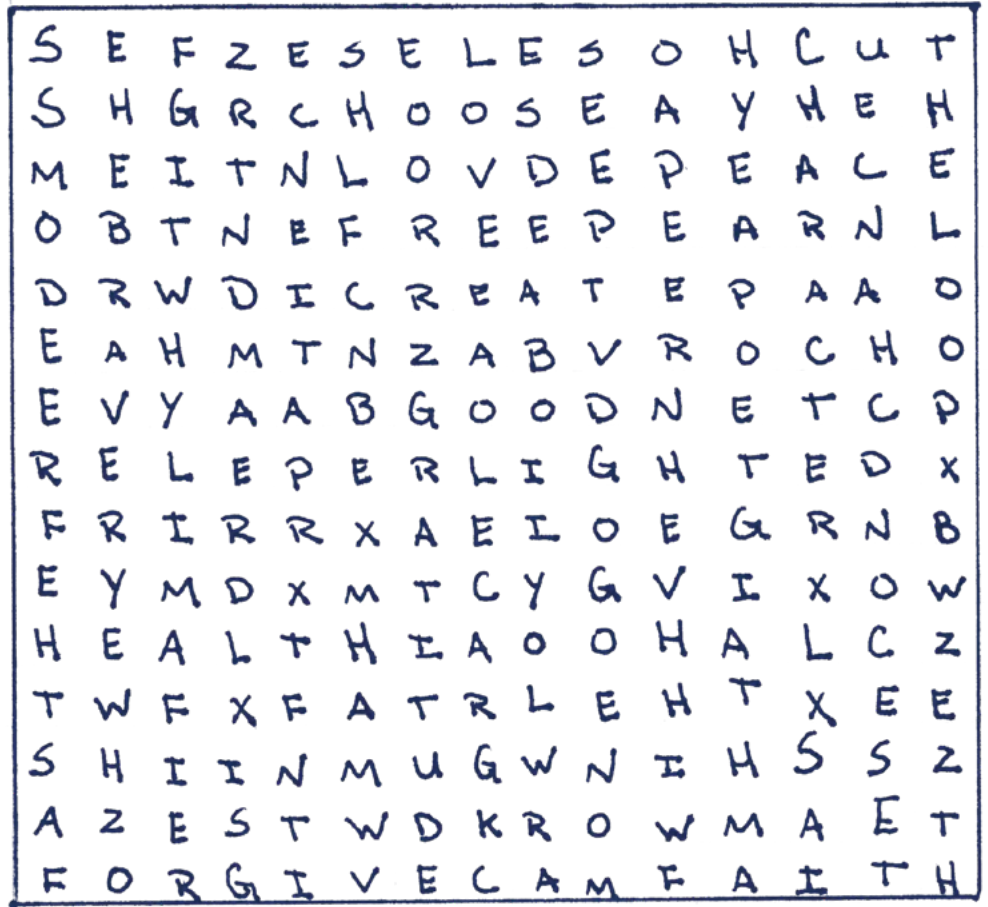 S E F Z E S E L E S O H C U T
S H G R C H O O S E A Y H E H
M E I T N L O V D E P E A C E
O B T N E F R E E P E A R N L
D R W D I C R E A T E P A A O
E A H M T N Z A B V R O C H O
E V Y A A B G O O D N E T C P
R E L E P E R L I G H T E D X
F R I R R X A E I O E G R N B
E Y M D X M T C Y G V I X O W
H E A L T H I A O O H A L C Z
T W F X F A T R L E H T X E E
S H I I N M U G W N I H S S Z
A Z E S T W D K R O W M A E T
F O R G I V E C A M F A I T H